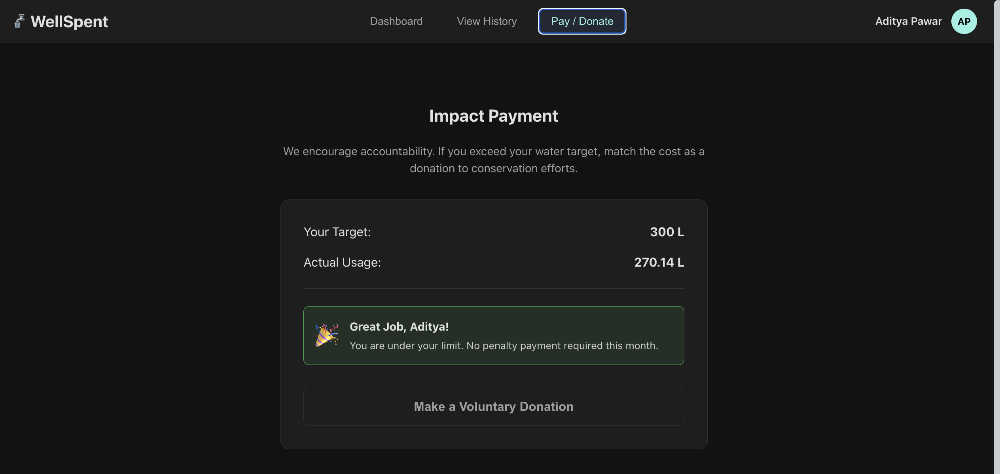 WellSpent
Dashboard
View History
Pay / Donate
Aditya Pawar
AP
Impact Payment
We encourage accountability. If you exceed your water target, match the cost as a
donation to conservation efforts.
Your Target:
300 L
Actual Usage:
270.14 L
Great Job, Aditya!
You are under your limit. No penalty payment required this month.
Make a Voluntary Donation